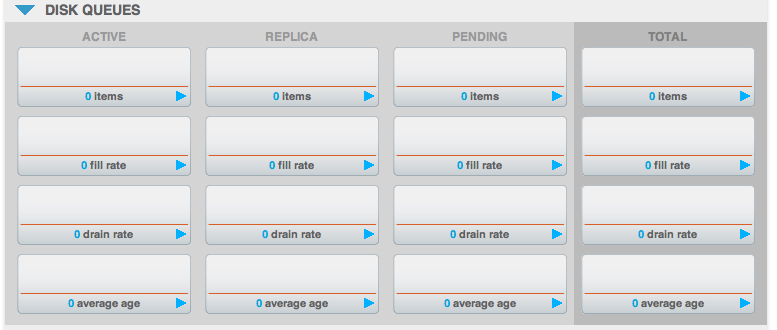 DISK QUEUES
ACTIVE REPLICA PENDING TOTAL
0 items 0 items 0 items 0 items
0 fill rate 0 fill rate 0 fill rate 0 fill rate
0 drain rate 0 drain rate 0 drain rate 0 drain rate
0 average age 0 average age 0 average age 0 average age